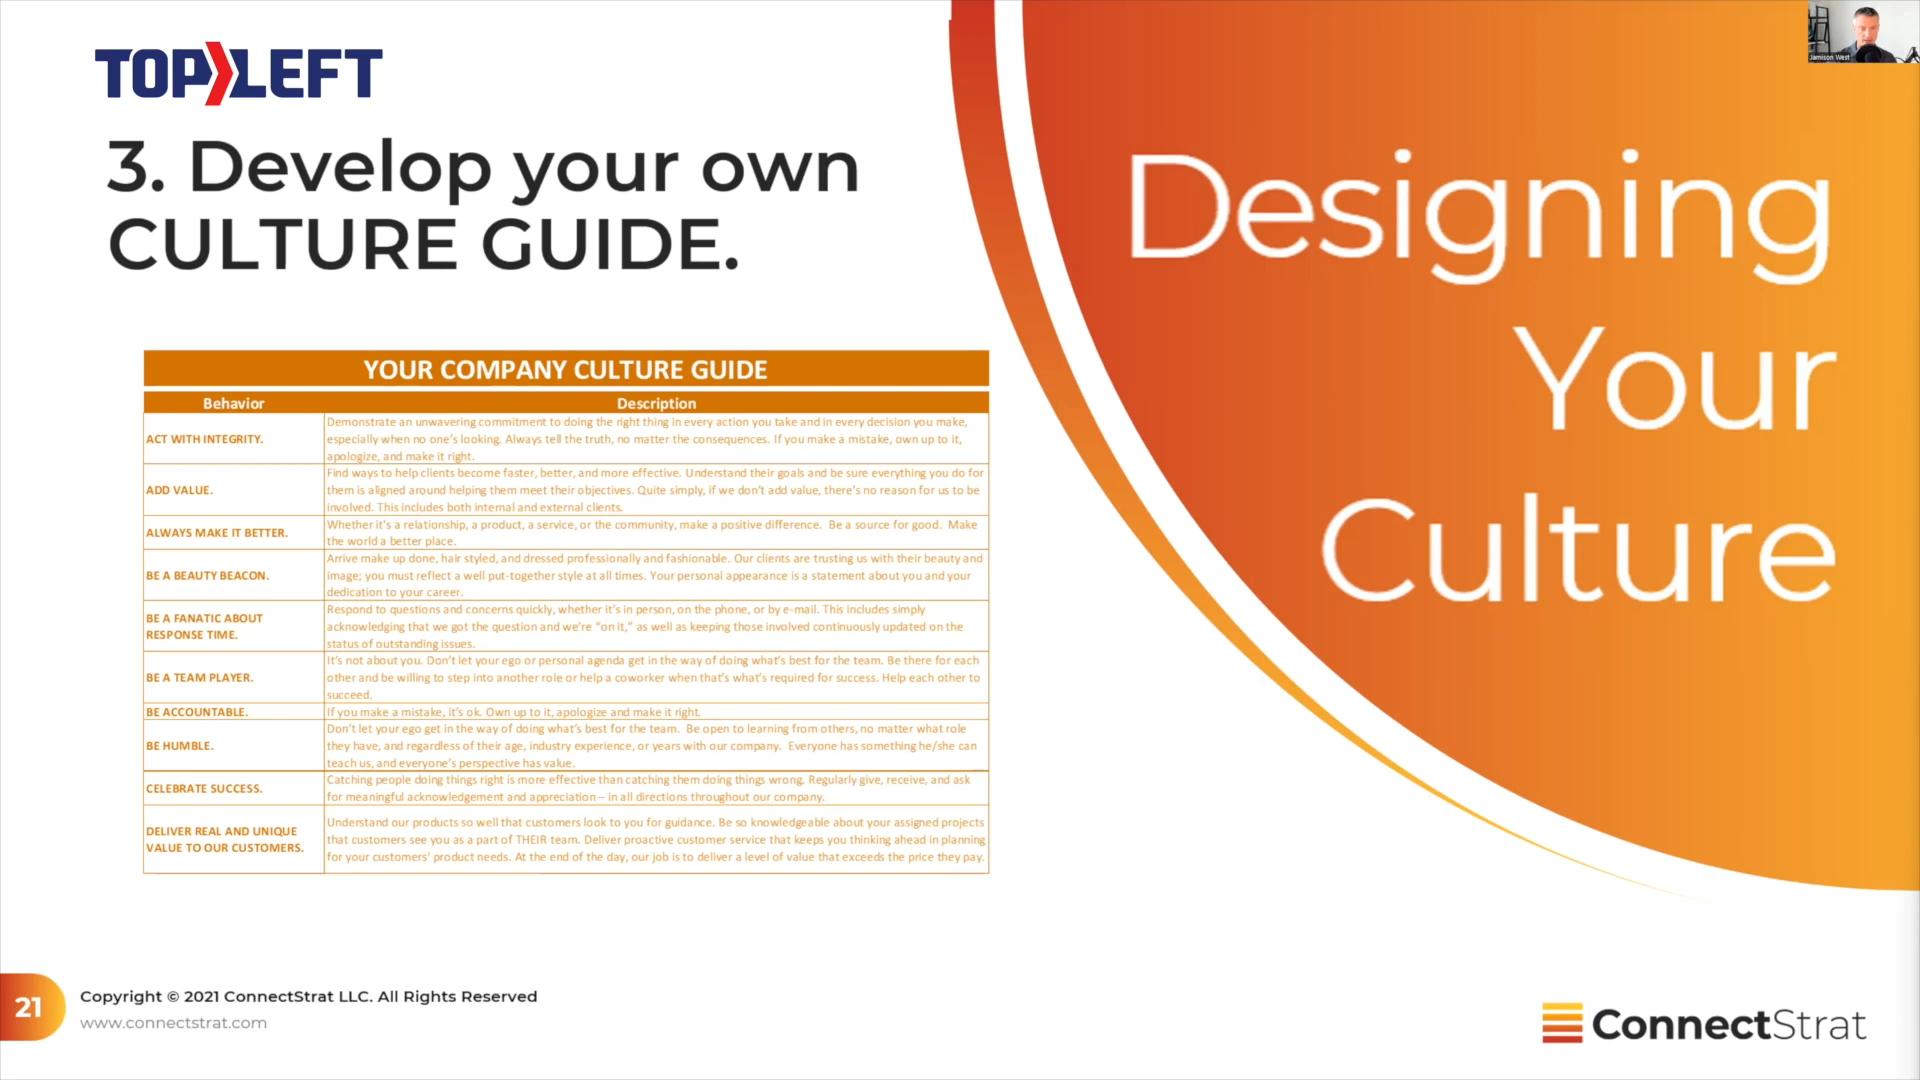 TOP LEFT
3. Develop your own
CULTURE GUIDE.
Designing
Your
Culture
Jamison West
YOUR COMPANY CULTURE GUIDE
Behavior Description
ACT WITH INTEGRITY.
Demonstrate an unwavering commitment to doing the right thing in every action you take and in every decision you make,
especially when no one's looking. Always tell the truth, no matter the consequences. If you make a mistake, own up to it,
apologize, and make it right.
ADD VALUE.
Find ways to help clients become faster, better, and more effective. Understand their goals and be sure everything you do for
them is aligned around helping them meet their objectives. Quite simply, if we don't add value, there's no reason for us to be
involved. This includes both internal and external clients.
ALWAYS MAKE IT BETTER.
Whether it's a relationship, a product, a service, or the community, make a positive difference. Be a source for good. Make
the world a better place.
BE A BEAUTY BEACON.
Arrive make up done, hair styled, and dressed professionally and fashionable. Our clients are trusting us with their beauty and
image; you must reflect a well put-together style at all times. Your personal appearance is a statement about you and your
dedication to your career.
BE A FANATIC ABOUT
RESPONSE TIME.
Respond to questions and concerns quickly, whether it's in person, on the phone, or by e-mail. This includes simply
acknowledging that we got the question and we're "on it," as well as keeping those involved continuously updated on the
status of outstanding issues.
BE A TEAM PLAYER.
It's not about you. Don't let your ego or personal agenda get in the way of doing what's best for the team. Be there for each
other and be willing to step into another role or help a coworker when that's what's required for success. Help each other to
succeed.
BE ACCOUNTABLE.
If you make a mistake, it's ok. Own up to it, apologize and make it right.
BE HUMBLE.
Don't let your ego get in the way of doing what's best for the team. Be open to learning from others, no matter what role
they have, and regardless of their age, industry experience, or years with our company. Everyone has something he/she can
teach us, and everyone's perspective has value.
CELEBRATE SUCCESS.
Catching people doing things right is more effective than catching them doing things wrong. Regularly give, receive, and ask
for meaningful acknowledgement and appreciation – in all directions throughout our company.
DELIVER REAL AND UNIQUE
VALUE TO OUR CUSTOMERS.
Understand our products so well that customers look to you for guidance. Be so knowledgeable about your assigned projects
that customers see you as a part of THEIR team. Deliver proactive customer service that keeps you thinking ahead in planning
for your customers' product needs. At the end of the day, our job is to deliver a level of value that exceeds the price they pay.
21
Copyright © 2021 ConnectStrat LLC. All Rights Reserved
www.connectstrat.com
ConnectStrat